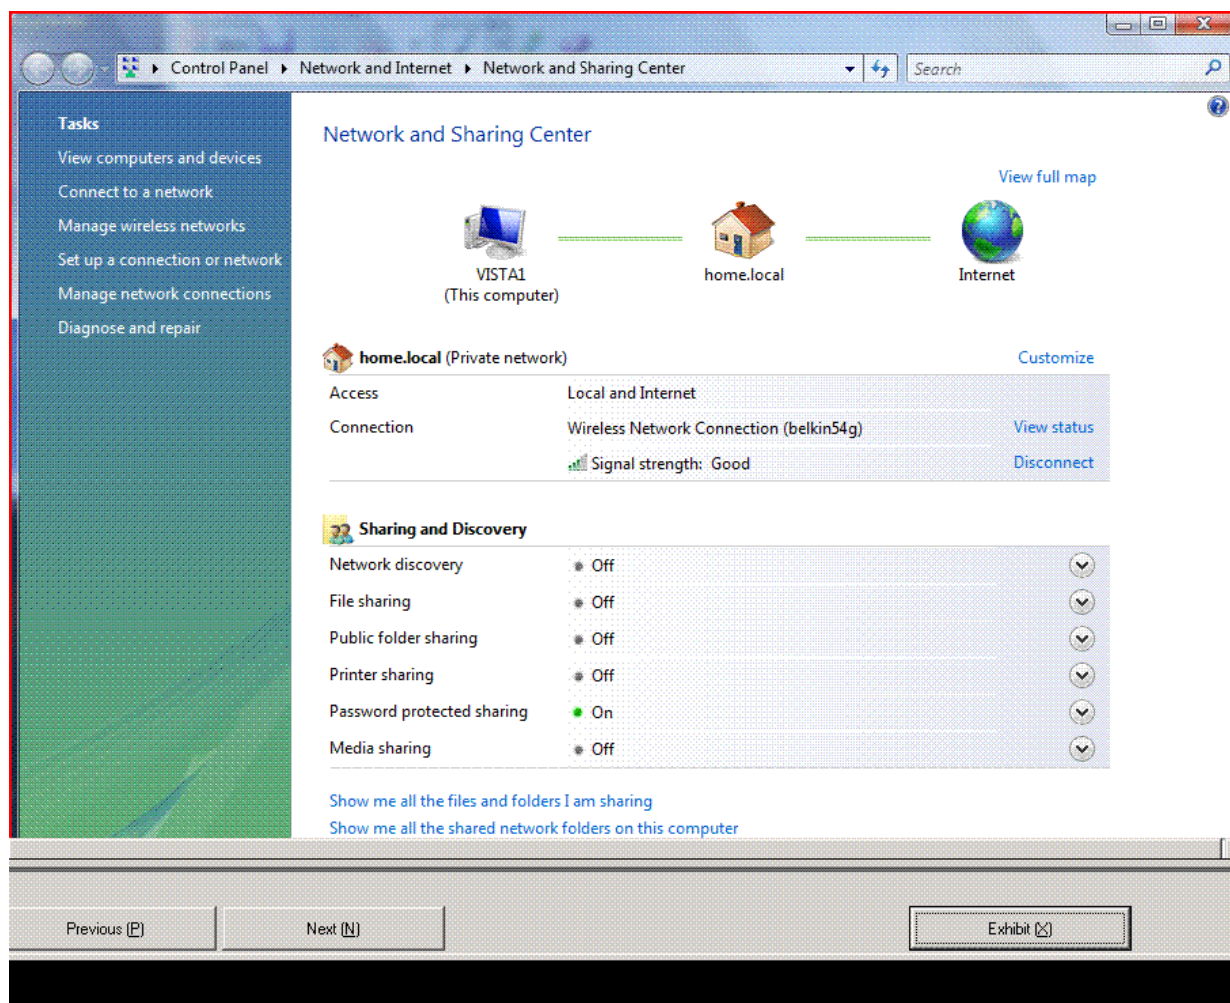 Control Panel Network and Internet Network and Sharing Center Search
Tasks
View computers and devices
Connect to a network
Manage wireless networks
Set up a connection or network
Manage network connections
Diagnose and repair
Network and Sharing Center
View full map
VISTA1
(This computer)
home.local
Internet
home.local (Private network) Customize
Access Local and Internet
Connection Wireless Network Connection (belkin54g) View status
Signal strength: Good Disconnect
Sharing and Discovery
Network discovery Off
File sharing Off
Public folder sharing Off
Printer sharing Off
Password protected sharing On
Media sharing Off
Show me all the files and folders I am sharing
Show me all the shared network folders on this computer
Previous (P) Next (N) Exhibit (X)